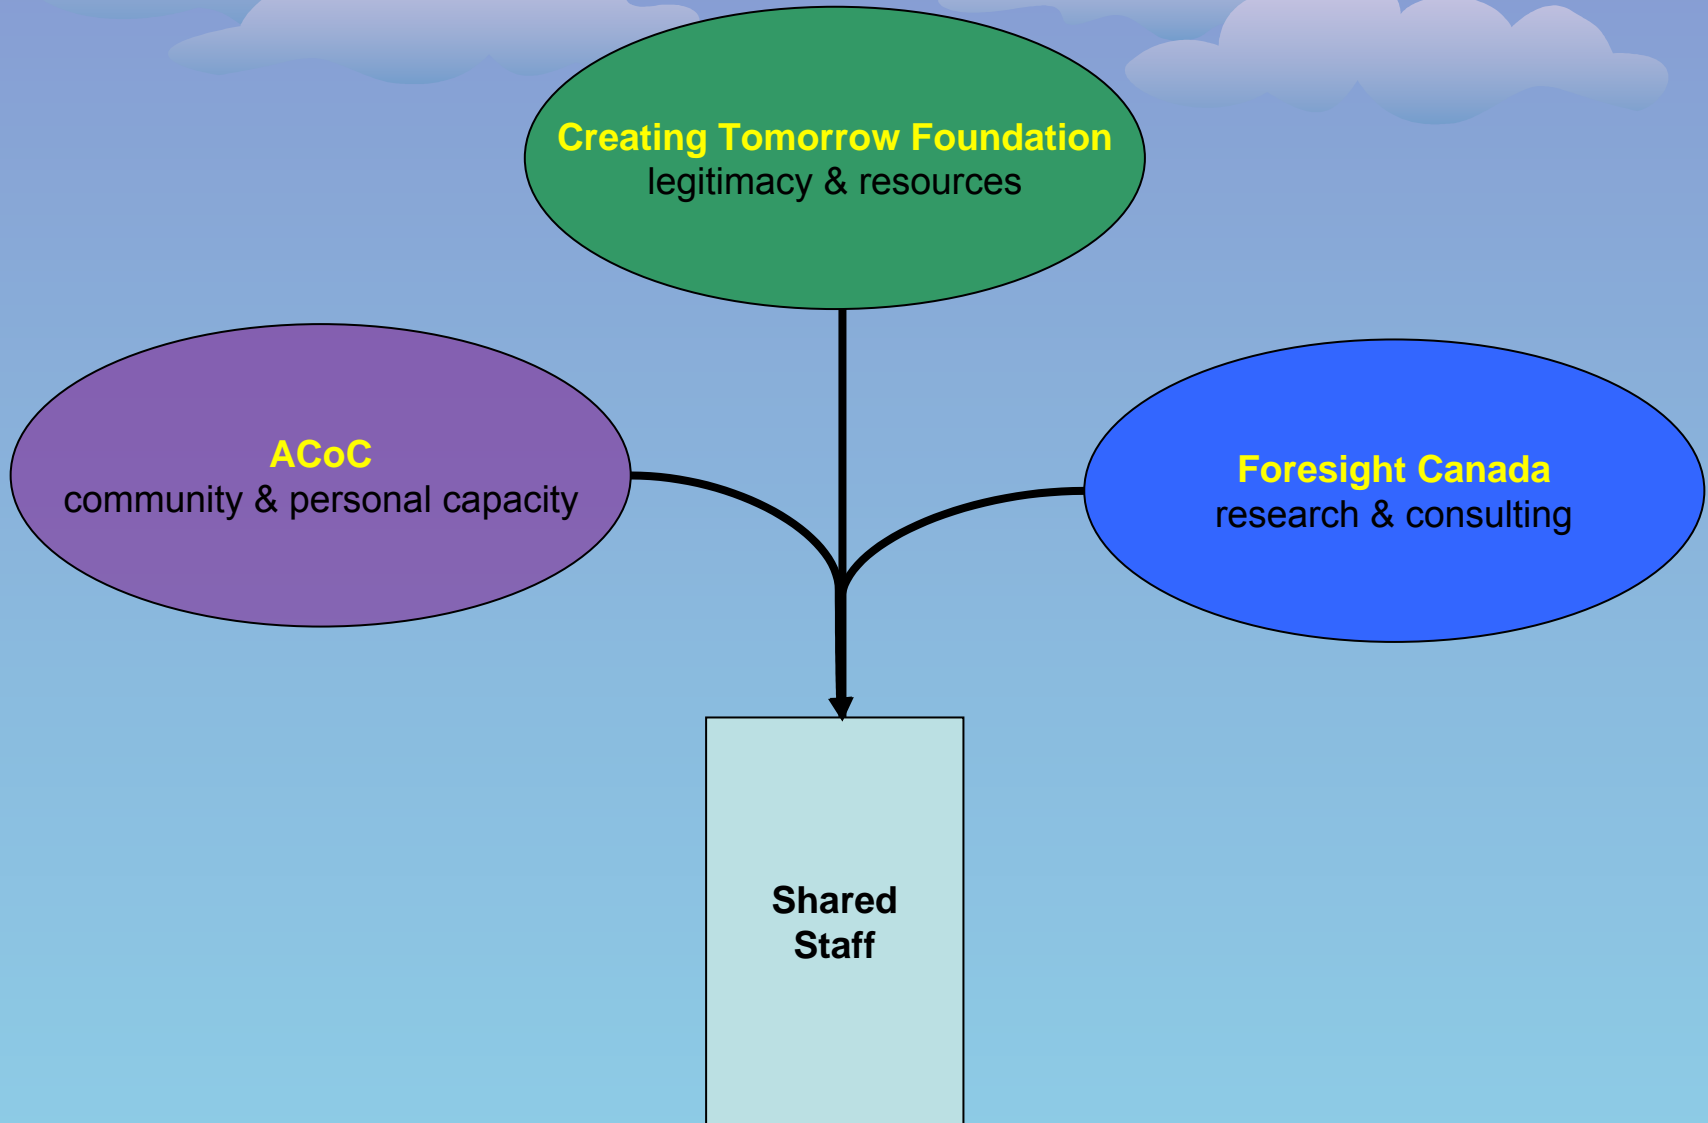 Creating Tomorrow Foundation
legitimacy & resources
ACoC
community & personal capacity
Foresight Canada
research & consulting
Shared
Staff